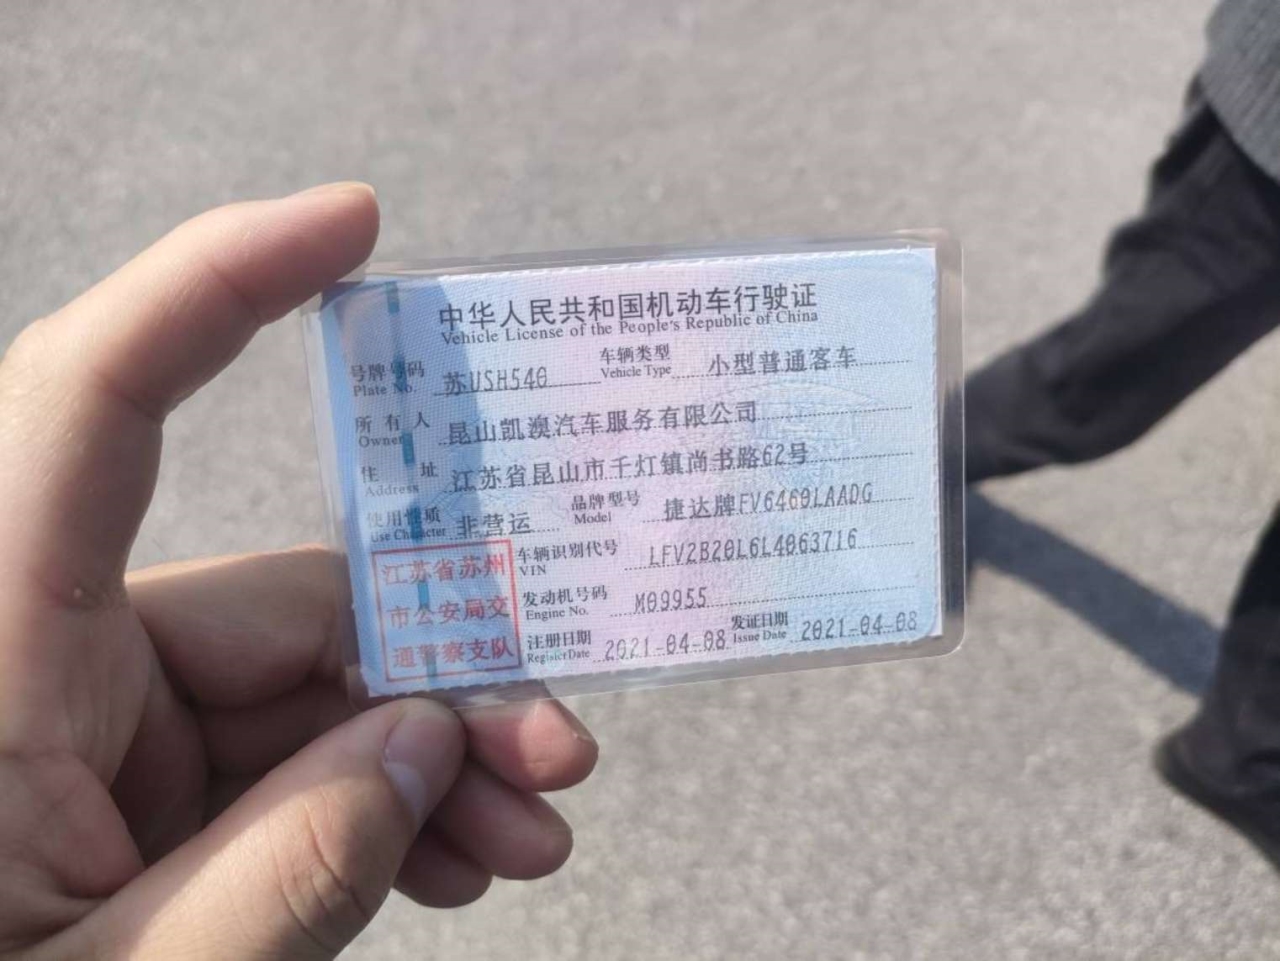 中华人民共和国机动车行驶证
Vehicle License of the People's Republic of China
号牌号码 苏USH540 车辆类型 小型普通客车
Plate No. Vehicle Type
所有人 昆山凯澳汽车服务有限公司
Owner
住址 江苏省昆山市千灯镇尚书路62号
Address
使用性质 非营运 品牌型号 捷达牌FV6460LAADG
Use Character Model
江苏省苏州
市公安局交
通警察支队
车辆识别代号 LFV2B20L6L4063716
VIN
发动机号码 M09955
Engine No.
注册日期 2021-04-08 发证日期 2021-04-08
Register Date Issue Date